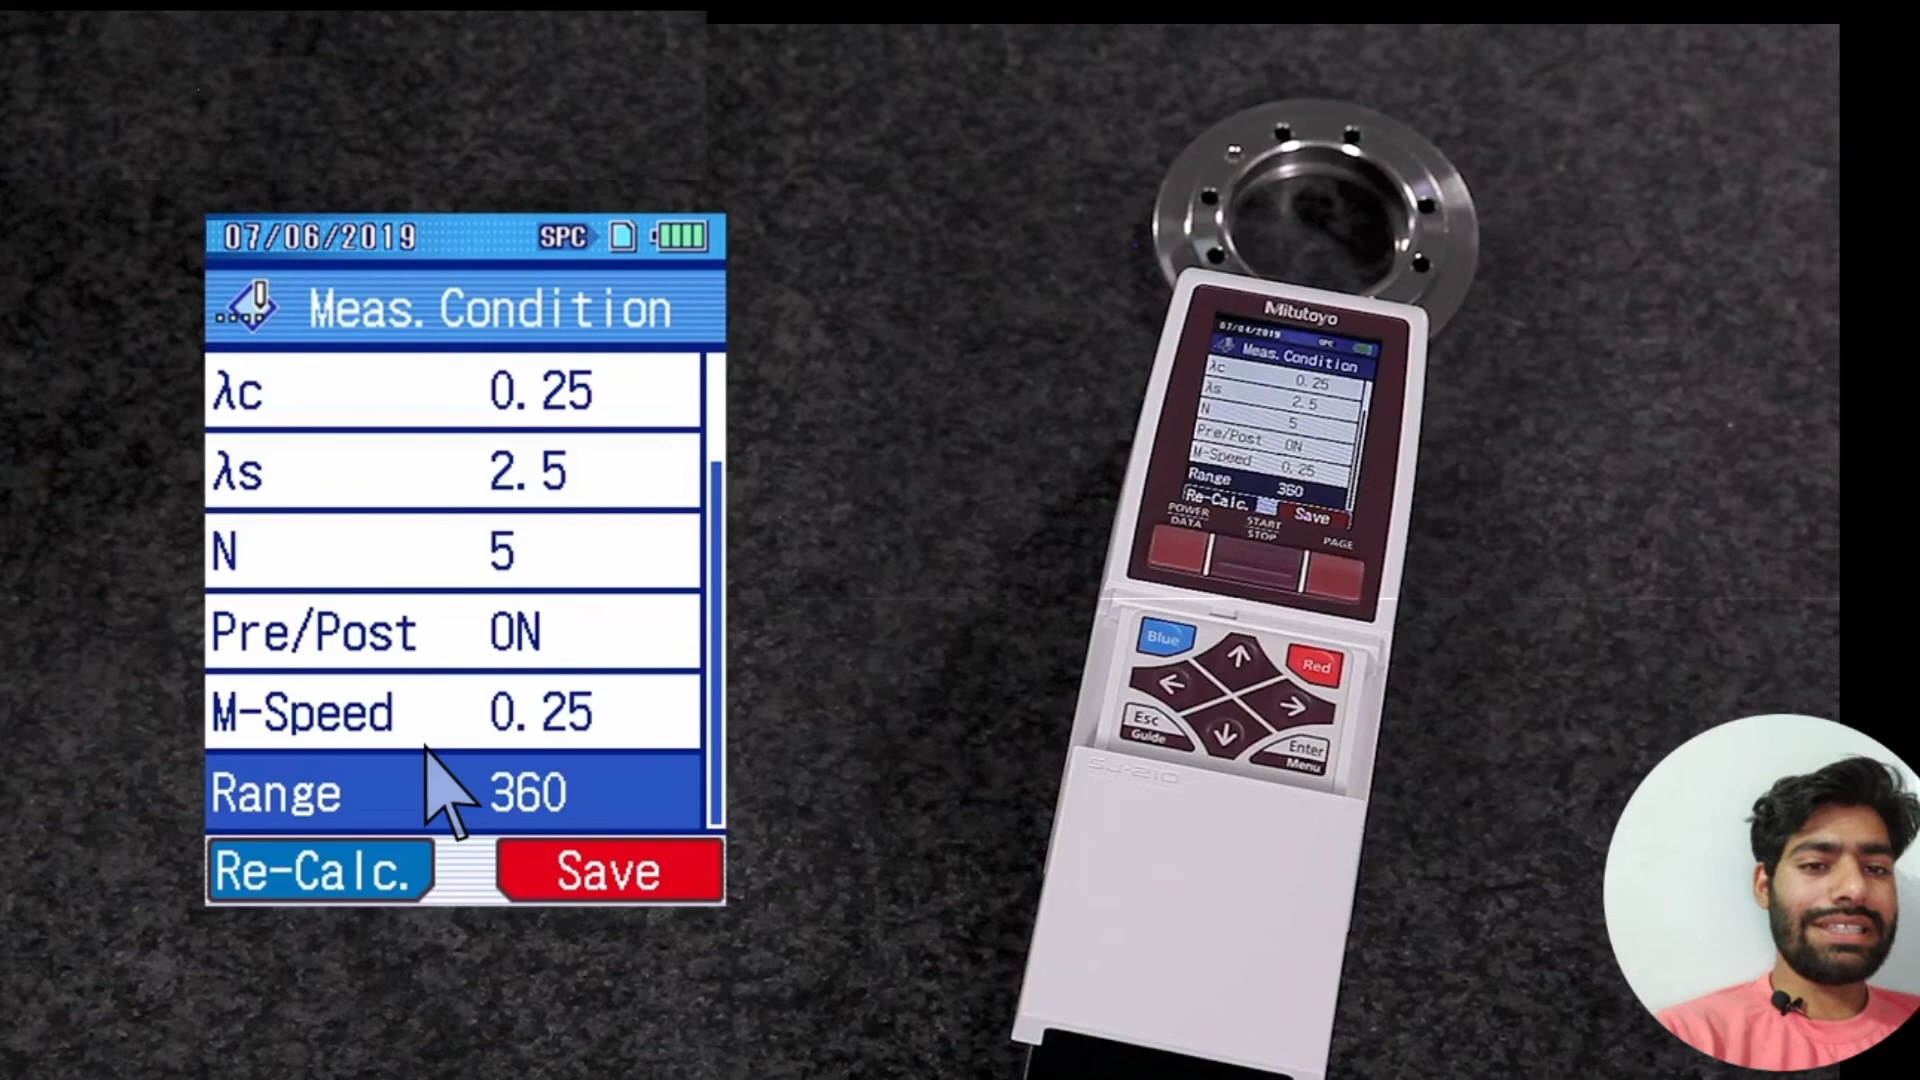 07/06/2019 SPC
Meas. Condition
λc 0.25
λs 2.5
N 5
Pre/Post ON
M-Speed 0.25
Range 360
Re-Calc. Save
Mitutoyo
SPC
Meas. Condition
λc 0.25
λs 2.5
N 5
Pre/Post ON
M-Speed 0.25
Range 360
Re-Calc. Save
POWER
DATA
START
STOP
PAGE
Blue
Red
Esc
Guide
Enter
Menu
SJ-210